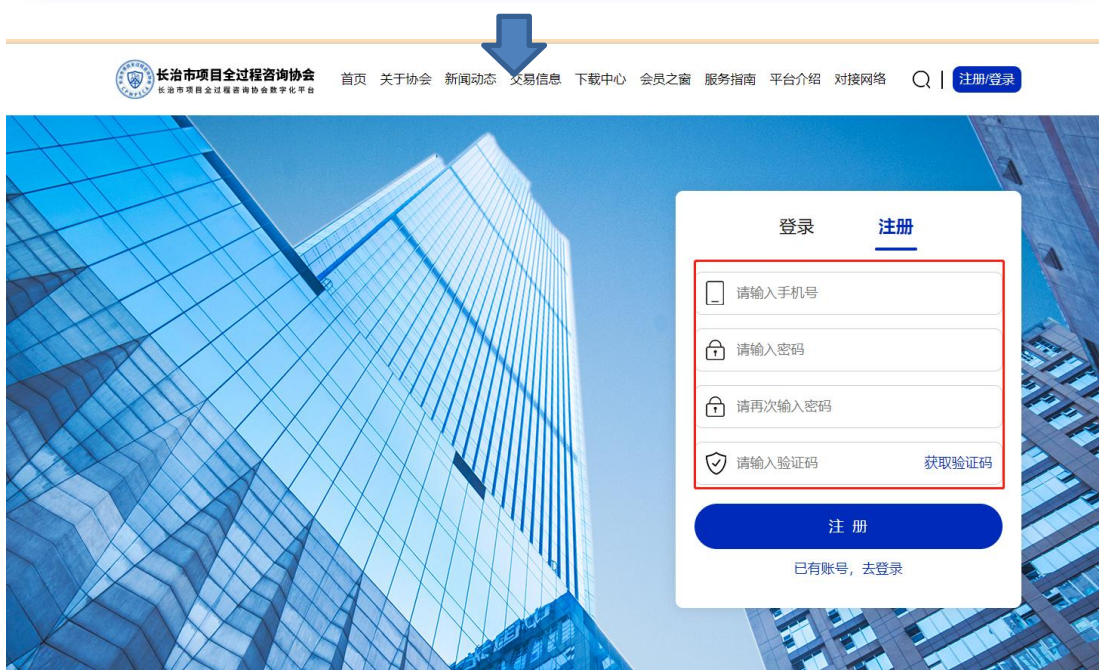 长治市项目全过程咨询协会
长治市项目全过程咨询协会数字化平台
首页 关于协会 新闻动态 交易信息 下载中心 会员之窗 服务指南 平台介绍 对接网络 注册/登录
登录 注册
请输入手机号
请输入密码
请再次输入密码
请输入验证码 获取验证码
注 册
已有账号，去登录